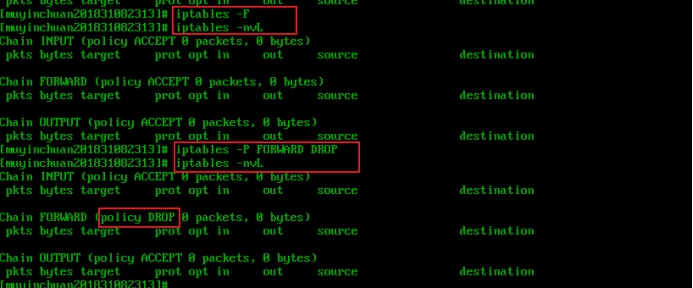 pkts bytes target prot opt in out source destination
[muyinchuan201831082313]# iptables -F
[muyinchuan201831082313]# iptables -nvL
Chain INPUT (policy ACCEPT 0 packets, 0 bytes)
pkts bytes target prot opt in out source destination
Chain FORWARD (policy ACCEPT 0 packets, 0 bytes)
pkts bytes target prot opt in out source destination
Chain OUTPUT (policy ACCEPT 0 packets, 0 bytes)
pkts bytes target prot opt in out source destination
[muyinchuan201831082313]# iptables -P FORWARD DROP
[muyinchuan201831082313]# iptables -nvL
Chain INPUT (policy ACCEPT 0 packets, 0 bytes)
pkts bytes target prot opt in out source destination
Chain FORWARD (policy DROP 0 packets, 0 bytes)
pkts bytes target prot opt in out source destination
Chain OUTPUT (policy ACCEPT 0 packets, 0 bytes)
pkts bytes target prot opt in out source destination
[muyinchuan201831082313]#